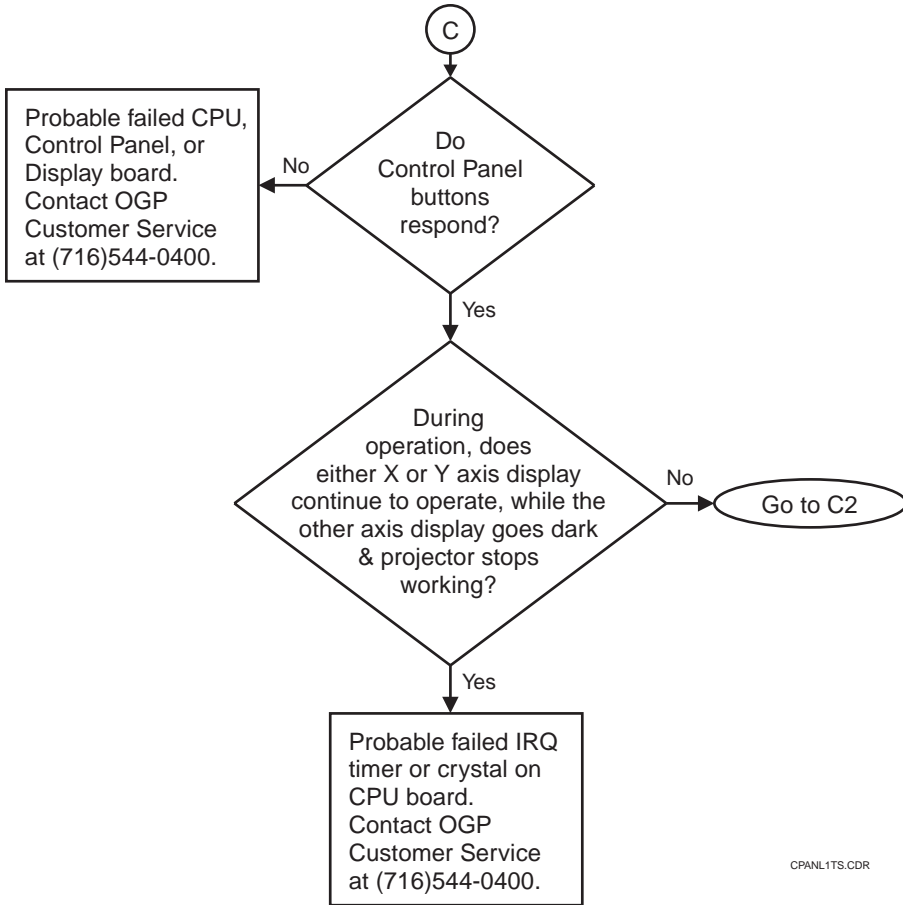 C
Do
Control Panel
buttons
respond?
No
Probable failed CPU,
Control Panel, or
Display board.
Contact OGP
Customer Service
at (716)544-0400.
Yes
During
operation, does
either X or Y axis display
continue to operate, while the
other axis display goes dark
& projector stops
working?
No
Go to C2
Yes
Probable failed IRQ
timer or crystal on
CPU board.
Contact OGP
Customer Service
at (716)544-0400.
CPANL1TS.CDR